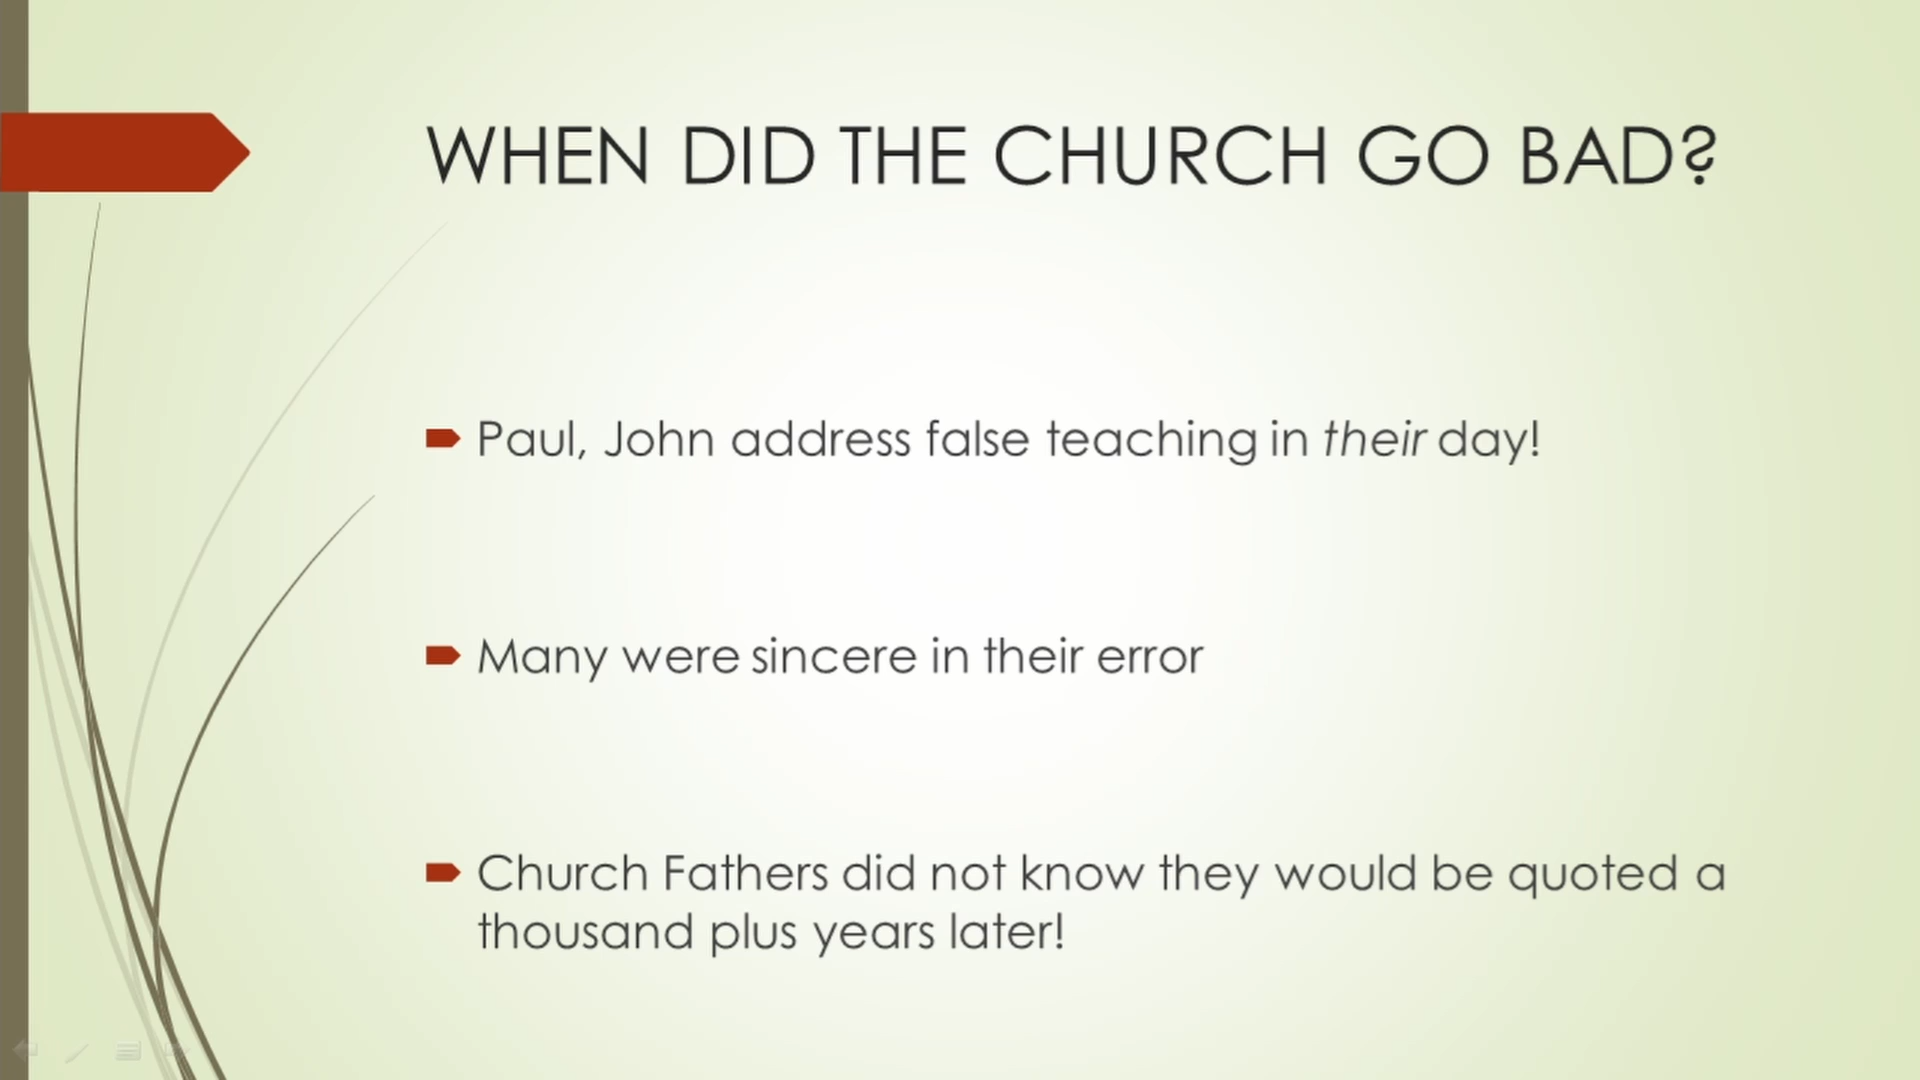 WHEN DID THE CHURCH GO BAD?
Paul, John address false teaching in their day!
Many were sincere in their error
Church Fathers did not know they would be quoted a
thousand plus years later!